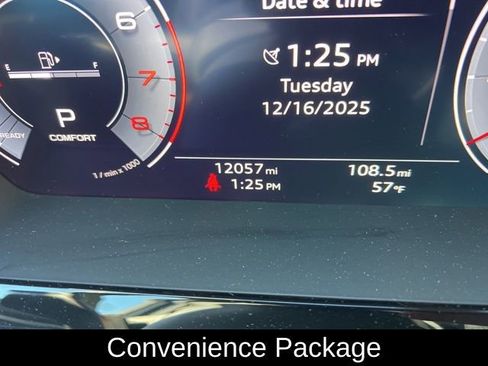 Date & time
6
E F
1:25 PM
7
Tuesday
P
12/16/2025
READY
COMFORT
8
1 / min x 1000
12057 mi 108.5 mi
1:25 PM 57°F
Convenience Package